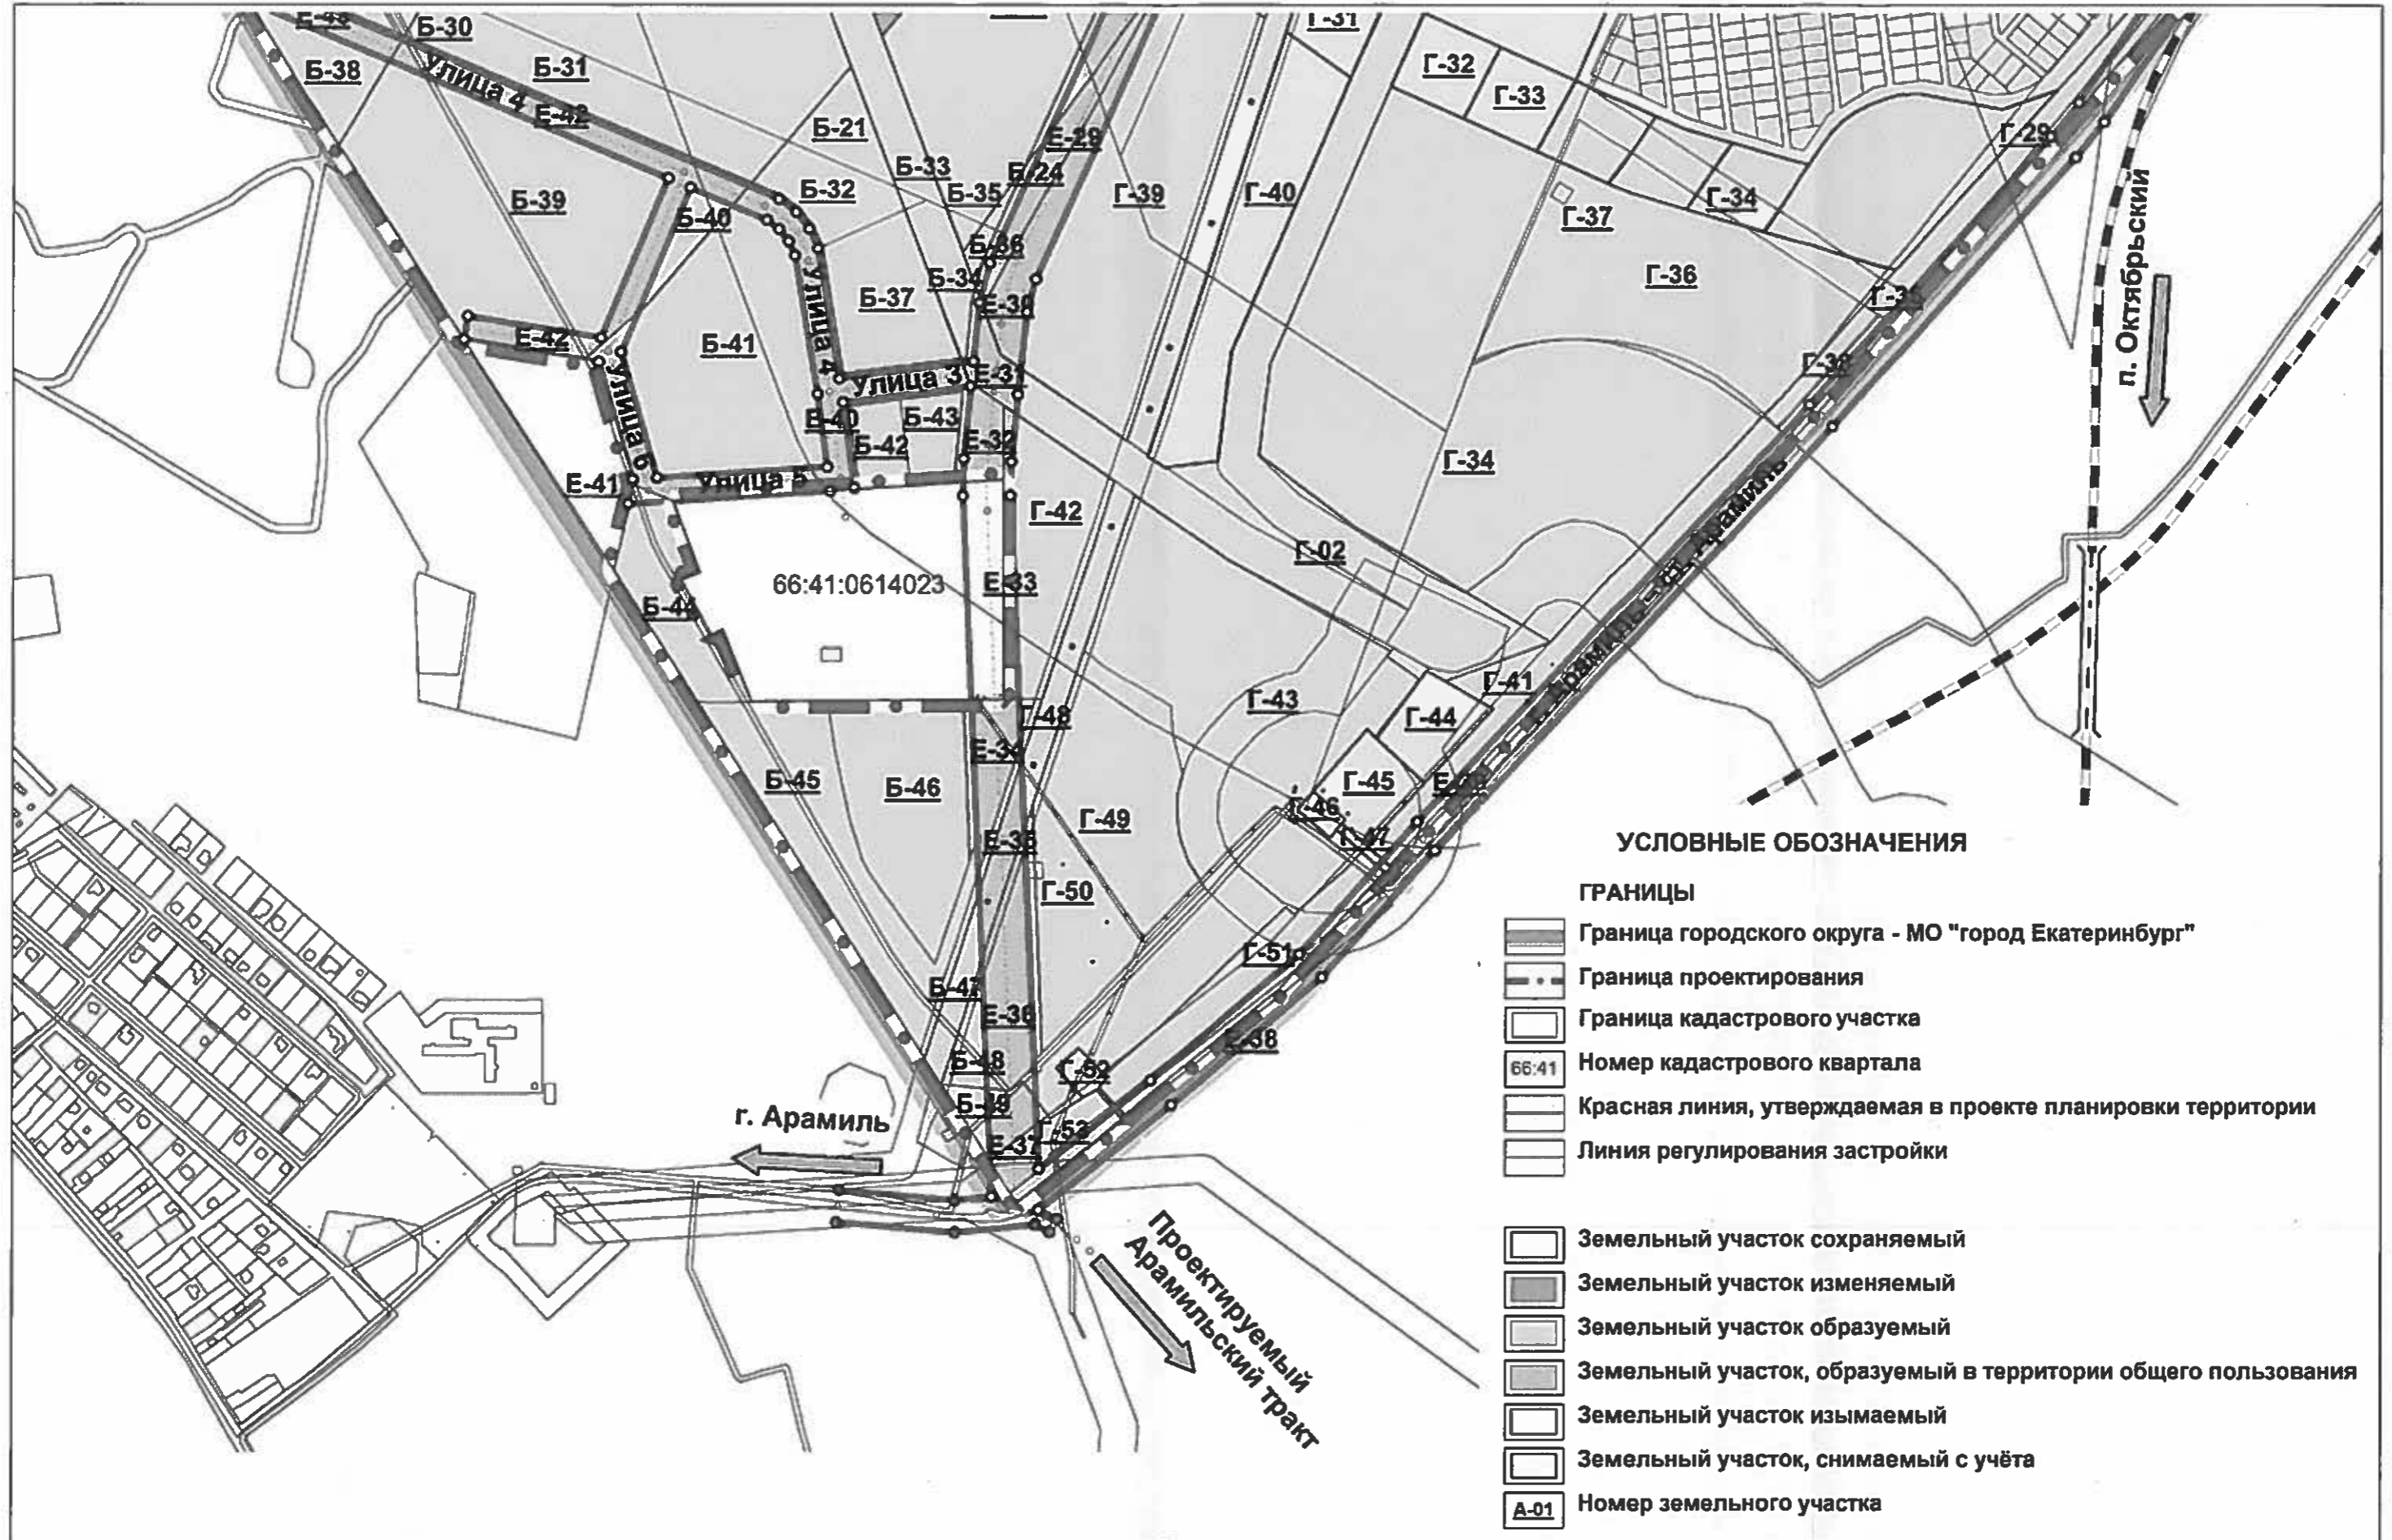 Б-30
Б-38
Б-31
Улица 4
Е-42
Б-21
Б-39
Б-40
Б-32
Б-33
Б-35
Б-24
Е-29
Г-31
Г-32
Г-33
Г-29
Г-39
Г-40
Г-37
Г-34
Г-36
Г-35
Г-38
п. Октябрьский
Б-36
Б-34
Б-37
Е-30
Е-42
Б-41
Улица 4
Улица 3
Е-31
Улица 6
Е-40
Б-43
Б-42
Е-32
Е-41
Улица 5
Г-34
Г-42
Г-02
66:41:0614023
Е-33
Б-44
Г-41
Г-43
Г-44
Г-48
Е-34
Б-45
Б-46
Г-45
Г-46
Г-47
Г-49
Е-35
Г-50
Г-51
Б-47
Е-36
Е-38
Б-48
Г-52
Б-49
Г-53
Е-37
г. Арамиль
Проектируемый
Арамильский тракт
УСЛОВНЫЕ ОБОЗНАЧЕНИЯ
ГРАНИЦЫ
Граница городского округа - МО "город Екатеринбург"
Граница проектирования
Граница кадастрового участка
66:41 Номер кадастрового квартала
Красная линия, утверждаемая в проекте планировки территории
Линия регулирования застройки
Земельный участок сохраняемый
Земельный участок изменяемый
Земельный участок образуемый
Земельный участок, образуемый в территории общего пользования
Земельный участок изымаемый
Земельный участок, снимаемый с учёта
А-01 Номер земельного участка